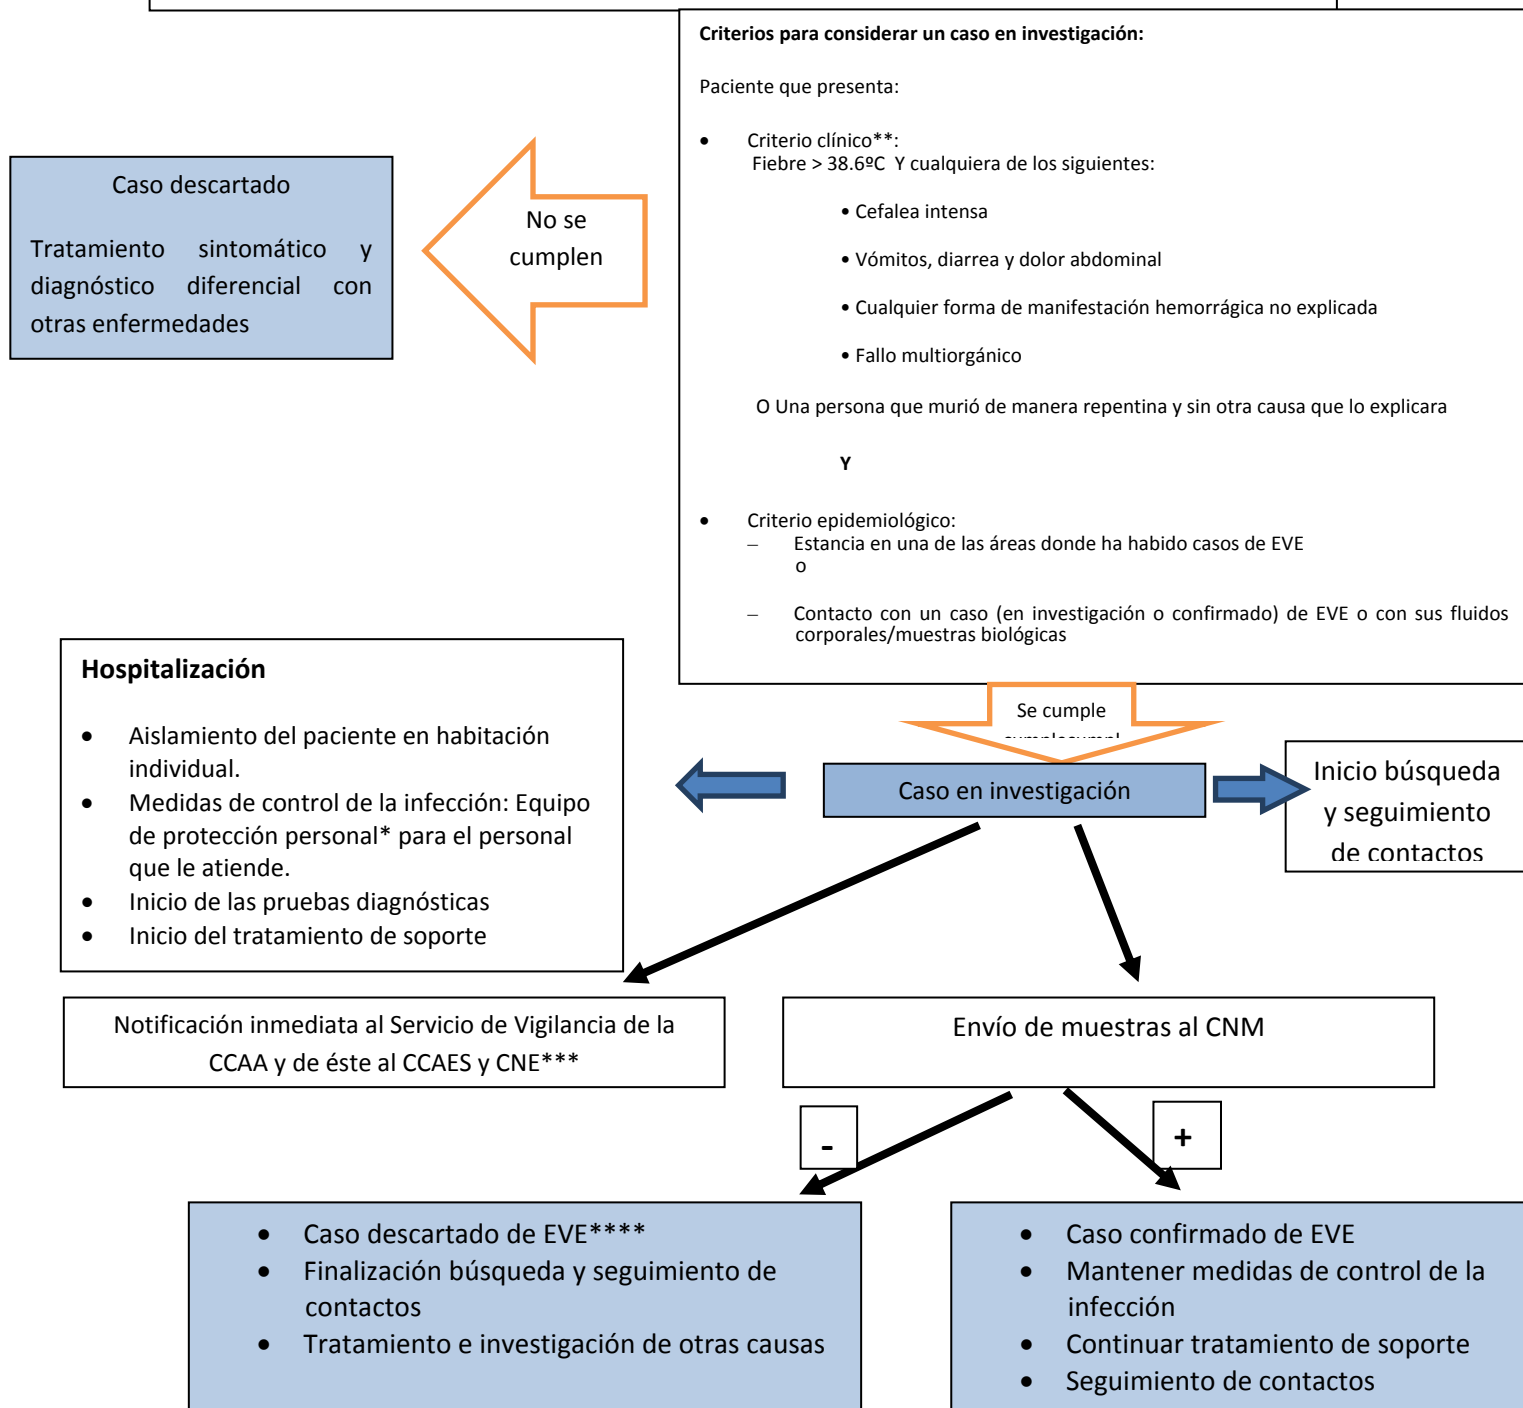 Criterios para considerar un caso en investigación:
Paciente que presenta:
• Criterio clínico**:
Fiebre > 38.6ºC Y cualquiera de los siguientes:
• Cefalea intensa
• Vómitos, diarrea y dolor abdominal
• Cualquier forma de manifestación hemorrágica no explicada
• Fallo multiorgánico
O Una persona que murió de manera repentina y sin otra causa que lo explicara
Y
• Criterio epidemiológico:
– Estancia en una de las áreas donde ha habido casos de EVE
o
– Contacto con un caso (en investigación o confirmado) de EVE o con sus fluidos
corporales/muestras biológicas
No se
cumplen
Caso descartado
Tratamiento sintomático y
diagnóstico diferencial con
otras enfermedades
Se cumple
Caso en investigación
Hospitalización
• Aislamiento del paciente en habitación
individual.
• Medidas de control de la infección: Equipo
de protección personal* para el personal
que le atiende.
• Inicio de las pruebas diagnósticas
• Inicio del tratamiento de soporte
Inicio búsqueda
y seguimiento
de contactos
Notificación inmediata al Servicio de Vigilancia de la
CCAA y de éste al CCAES y CNE***
Envío de muestras al CNM
-
+
• Caso descartado de EVE****
• Finalización búsqueda y seguimiento de
contactos
• Tratamiento e investigación de otras causas
• Caso confirmado de EVE
• Mantener medidas de control de la
infección
• Continuar tratamiento de soporte
• Seguimiento de contactos